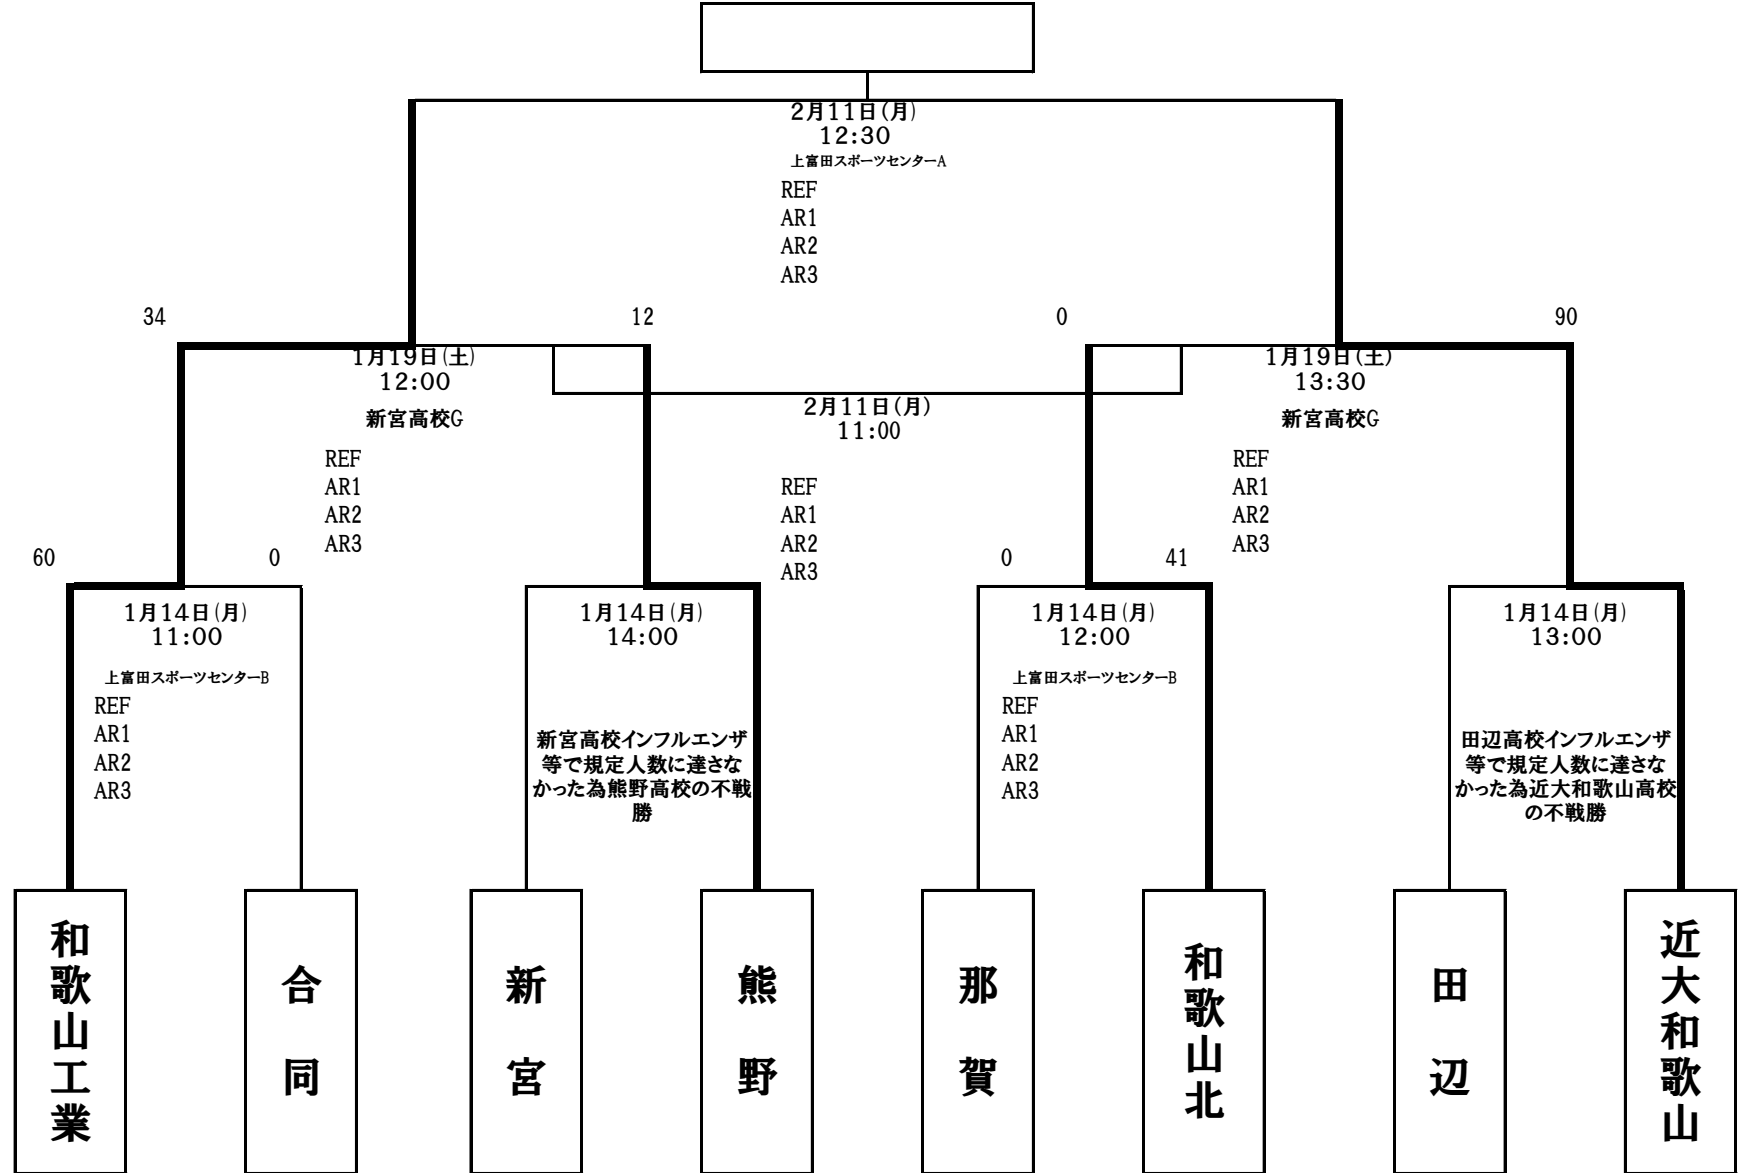 2月11日(月)
12:30
上富田スポーツセンターA
REF
AR1
AR2
AR3
34
12
0
90
1月19日(土)
12:00
新宮高校G
REF
AR1
AR2
AR3
2月11日(月)
11:00
REF
AR1
AR2
AR3
1月19日(土)
13:30
新宮高校G
REF
AR1
AR2
AR3
60
0
0
41
1月14日(月)
11:00
上富田スポーツセンターB
REF
AR1
AR2
AR3
1月14日(月)
14:00
新宮高校インフルエンザ
等で規定人数に達さな
かった為熊野高校の不戦
勝
1月14日(月)
12:00
上富田スポーツセンターB
REF
AR1
AR2
AR3
1月14日(月)
13:00
田辺高校インフルエンザ
等で規定人数に達さな
かった為近大和歌山高校
の不戦勝
和歌山工業
合同
新宮
熊野
那賀
和歌山北
田辺
近大和歌山